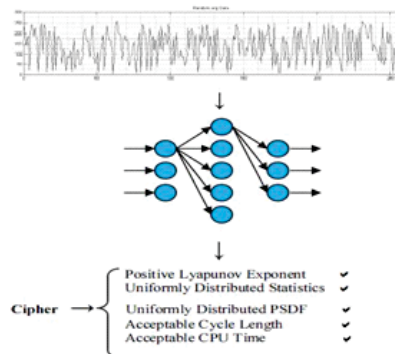 Positive Lyapunov Exponent ✔
Uniformly Distributed Statistics ✔
Uniformly Distributed PSDF ✔
Cipher → Acceptable Cycle Length ✔
Acceptable CPU Time ✔